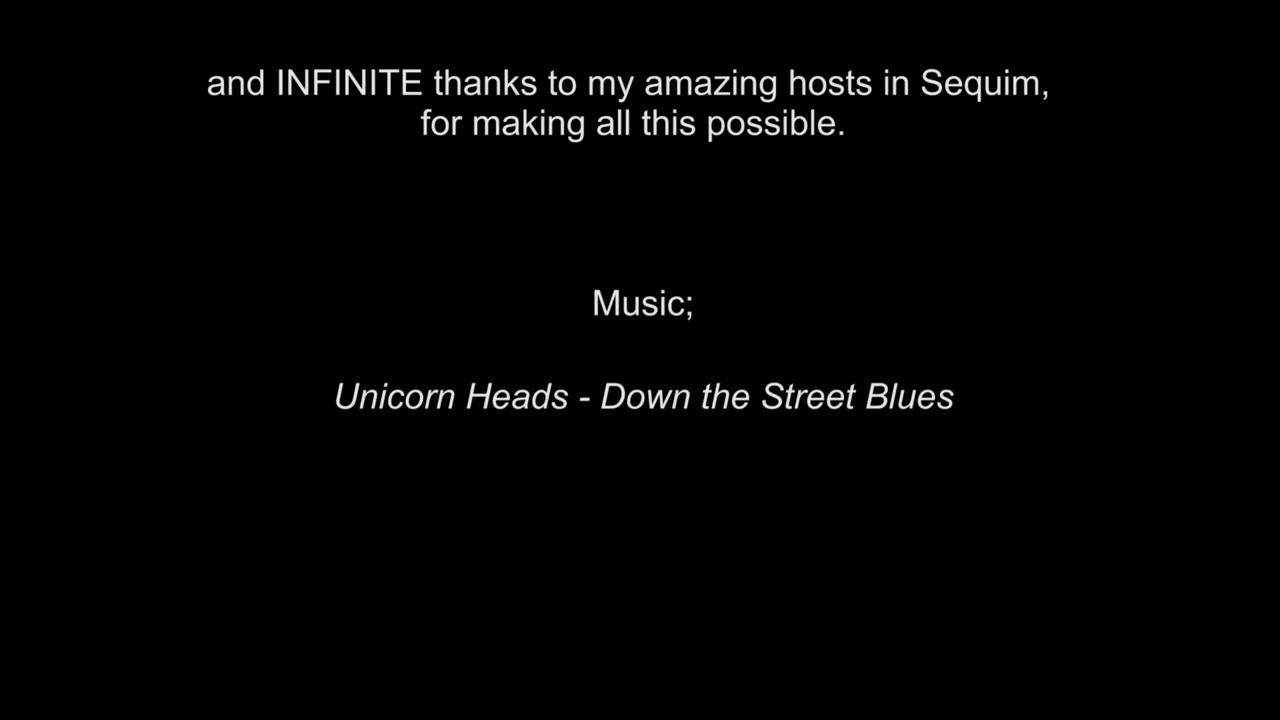 and INFINITE thanks to my amazing hosts in Sequim,
for making all this possible.
Music;
Unicorn Heads - Down the Street Blues